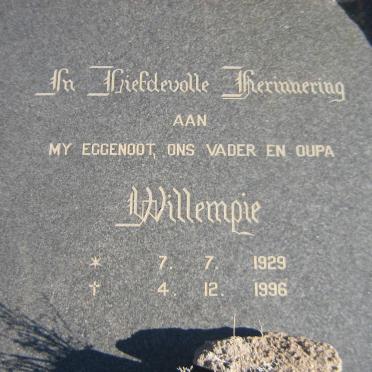 In Liefdevolle Herinnering
AAN
MY EGGENOOT, ONS VADER EN OUPA
Willempie
* 7. 7. 1929
† 4. 12. 1996